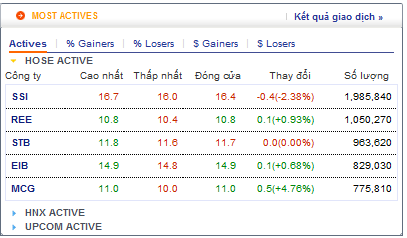 MOST ACTIVES
Kết quả giao dịch »
Actives % Gainers % Losers $ Gainers $ Losers
HOSE ACTIVE
Công ty Cao nhất Thấp nhất Đóng cửa Thay đổi Số lượng
SSI 16.7 16.0 16.4 -0.4(-2.38%) 1,985,840
REE 10.8 10.4 10.8 0.1(+0.93%) 1,050,270
STB 11.8 11.6 11.7 0.0(0.00%) 963,620
EIB 14.9 14.8 14.9 0.1(+0.68%) 829,030
MCG 11.0 10.0 11.0 0.5(+4.76%) 775,810
HNX ACTIVE
UPCOM ACTIVE